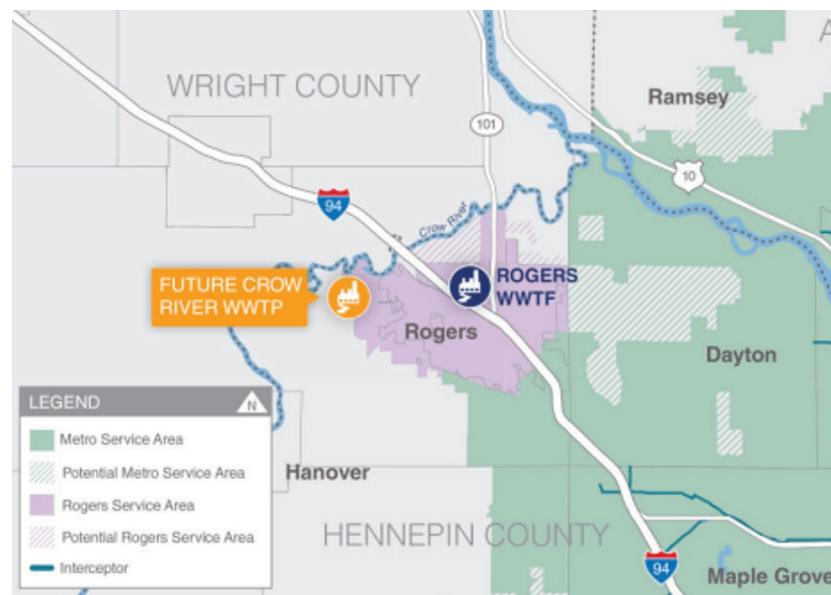 WRIGHT COUNTY
Ramsey
101
10
94
Crow River
FUTURE CROW
RIVER WWTP
ROGERS
WWTF
Rogers
Dayton
LEGEND
N
Metro Service Area
Potential Metro Service Area
Rogers Service Area
Potential Rogers Service Area
Interceptor
Hanover
HENNEPIN COUNTY
94
Maple Grove
A